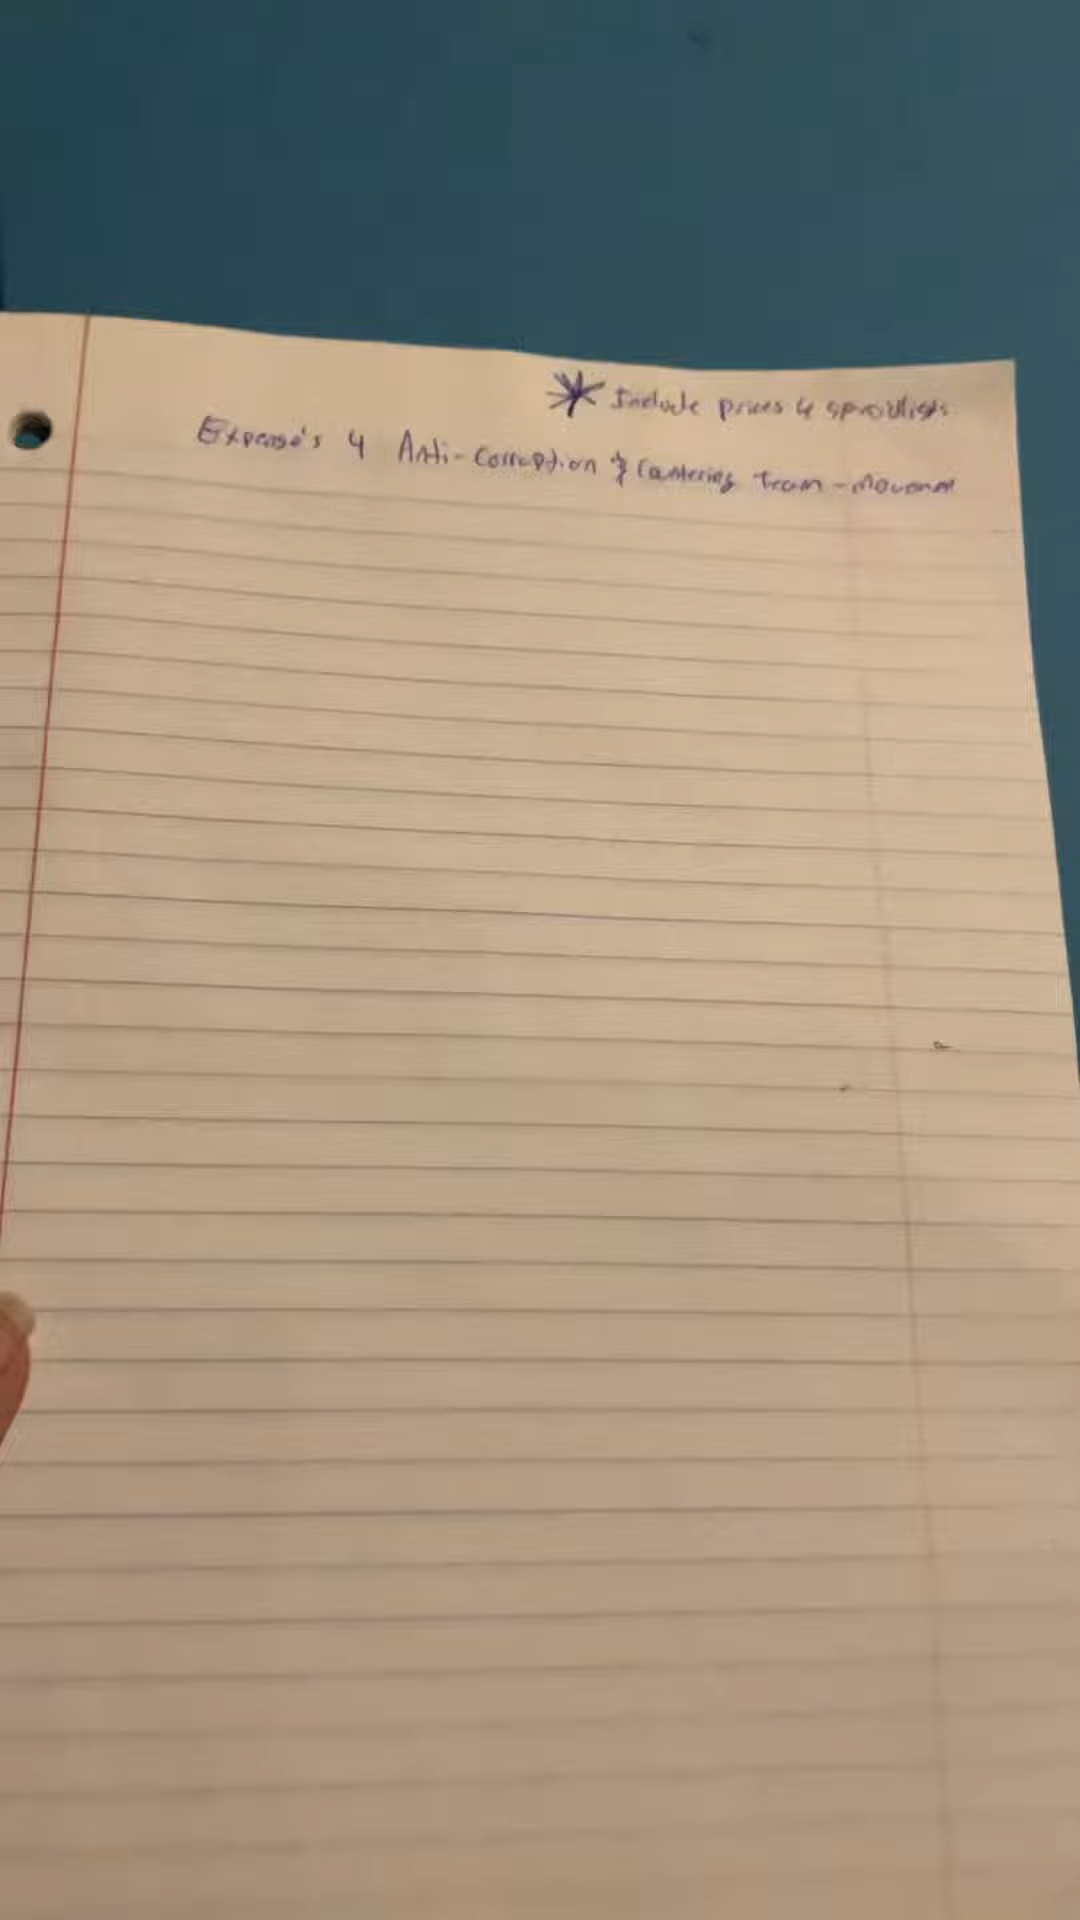 * Include prices 4 specialists
Expense's 4 Anti-Corruption & Countering team-movement